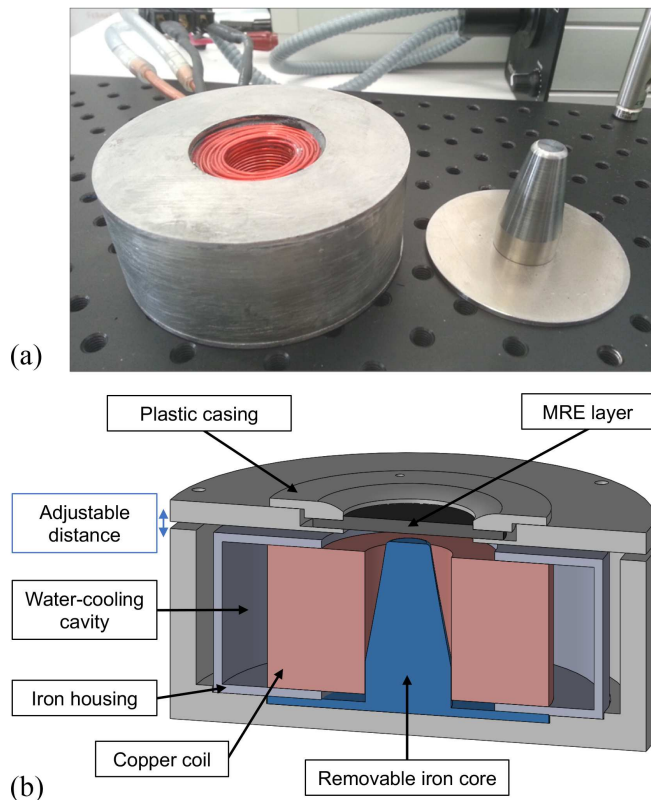 (a)
Plastic casing
MRE layer
Adjustable
distance
Water-cooling
cavity
Iron housing
Copper coil
Removable iron core
(b)